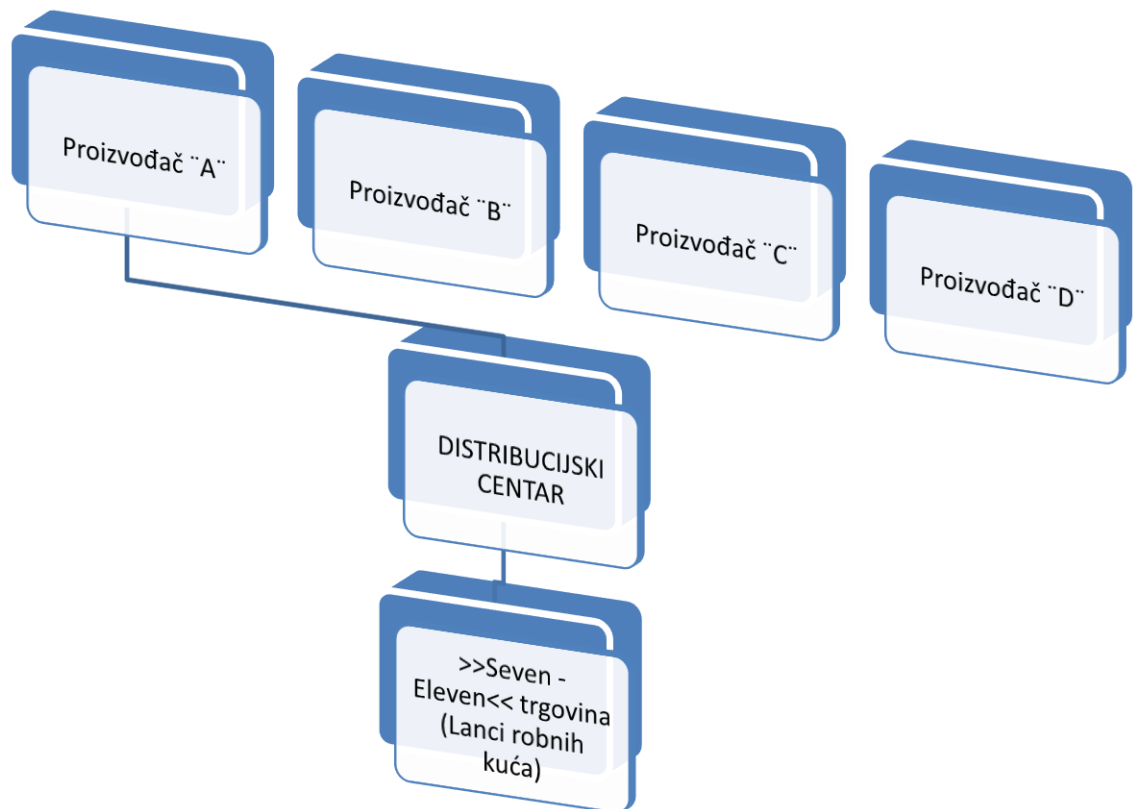 Proizvođač ¨A¨
Proizvođač ¨B¨
Proizvođač ¨C¨
Proizvođač ¨D¨
DISTRIBUCIJSKI
CENTAR
>>Seven -
Eleven<< trgovina
(Lanci robnih
kuća)